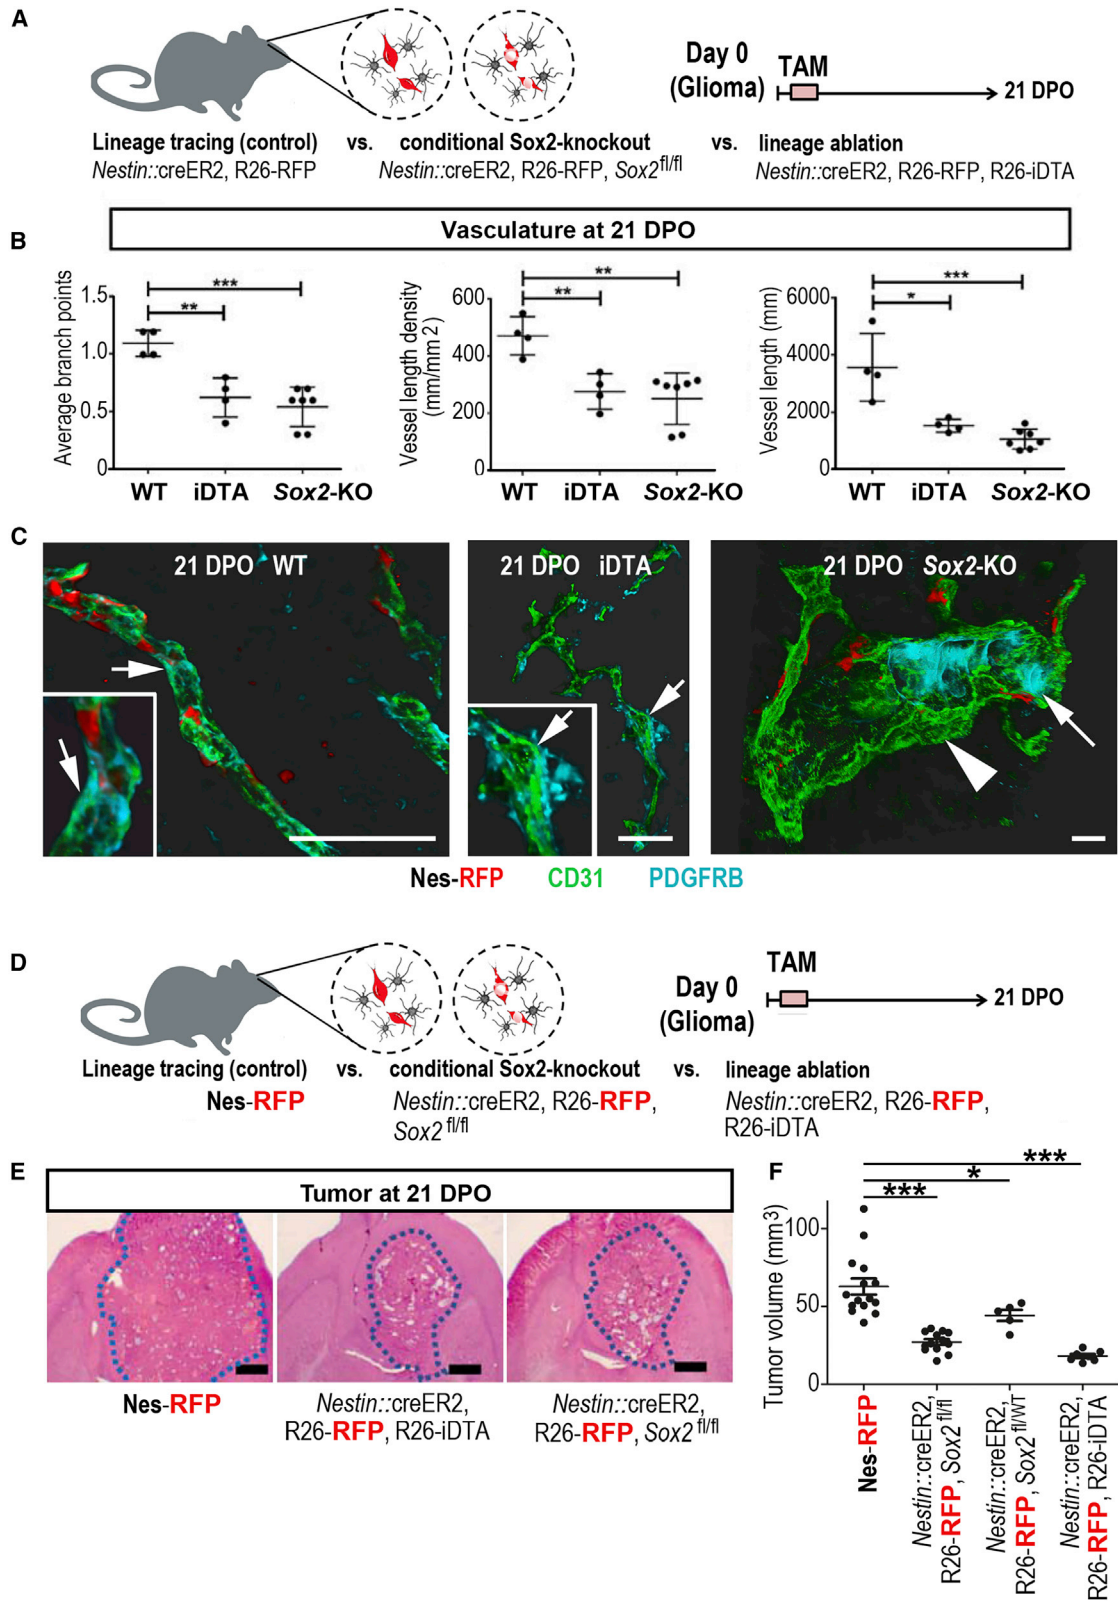 A
Day 0
(Glioma)
TAM
21 DPO
Lineage tracing (control) vs. conditional Sox2-knockout vs. lineage ablation
Nestin::creER2, R26-RFP Nestin::creER2, R26-RFP, Sox2fl/fl Nestin::creER2, R26-RFP, R26-iDTA
B
Vasculature at 21 DPO
Average branch points
1.5
1.0
0.5
0
***
**
WT iDTA Sox2-KO
Vessel length density
(mm/mm2)
600
400
200
0
**
**
WT iDTA Sox2-KO
Vessel length (mm)
6000
4000
2000
0
***
*
WT iDTA Sox2-KO
C
21 DPO WT
21 DPO iDTA
21 DPO Sox2-KO
Nes-RFP CD31 PDGFRB
D
Day 0
(Glioma)
TAM
21 DPO
Lineage tracing (control) vs. conditional Sox2-knockout vs. lineage ablation
Nes-RFP
Nestin::creER2, R26-RFP,
Sox2fl/fl
Nestin::creER2, R26-RFP,
R26-iDTA
E
Tumor at 21 DPO
Nes-RFP
Nestin::creER2,
R26-RFP, R26-iDTA
Nestin::creER2,
R26-RFP, Sox2fl/fl
F
***
*
***
Tumor volume (mm3)
100
50
0
Nes-RFP
Nestin::creER2,
R26-RFP, Sox2fl/fl
Nestin::creER2,
R26-RFP, Sox2fl/WT
Nestin::creER2,
R26-RFP, R26-iDTA